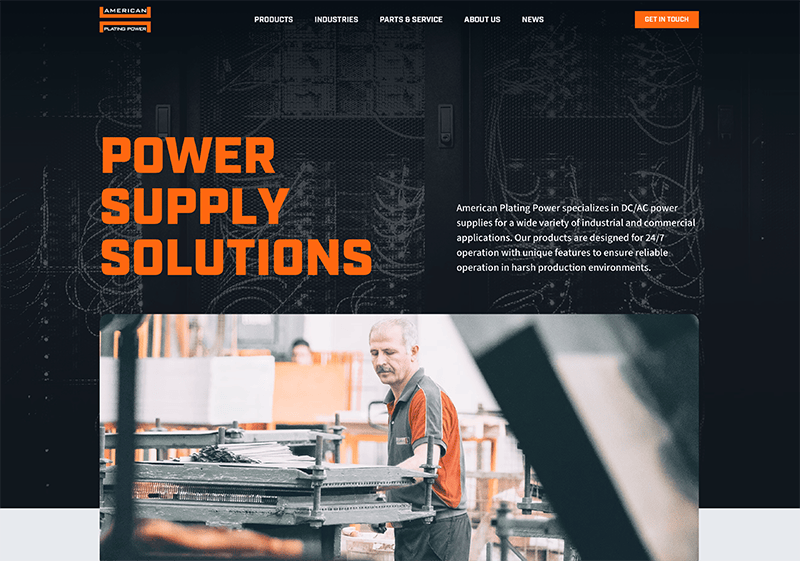 AMERICAN
PLATING POWER
PRODUCTS INDUSTRIES PARTS & SERVICE ABOUT US NEWS
GET IN TOUCH
POWER
SUPPLY
SOLUTIONS
American Plating Power specializes in DC/AC power
supplies for a wide variety of industrial and commercial
applications. Our products are designed for 24/7
operation with unique features to ensure reliable
operation in harsh production environments.